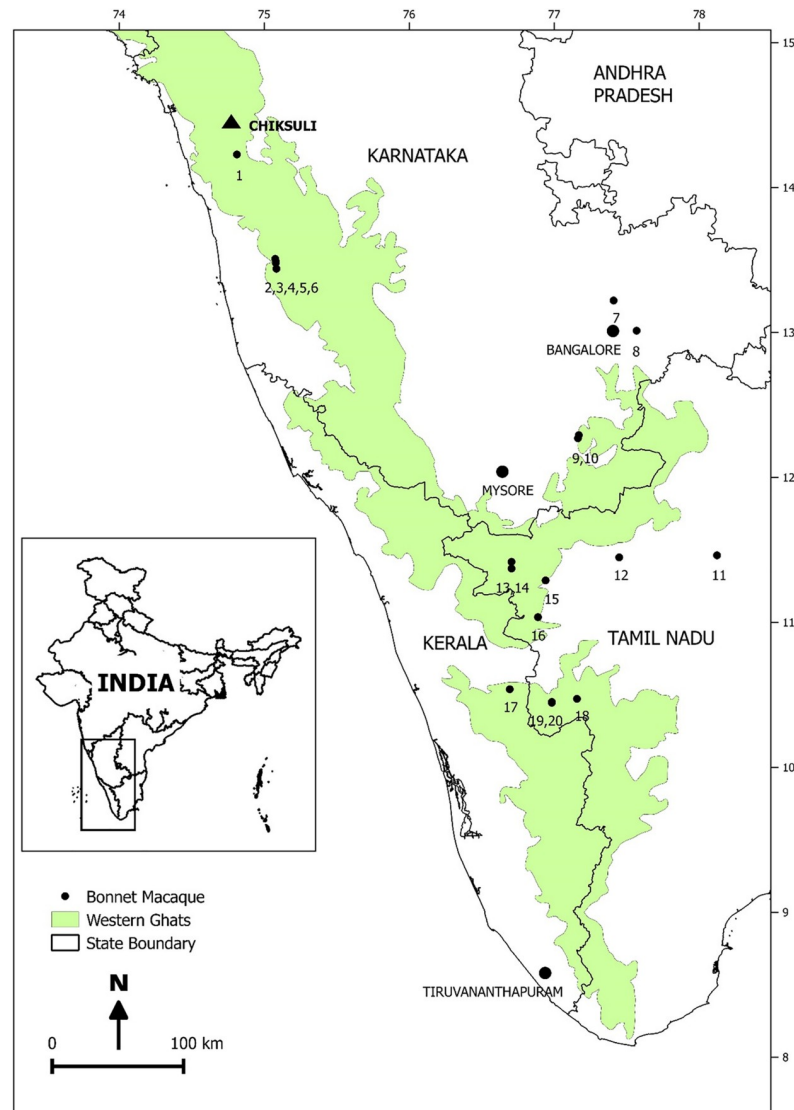 74 75 76 77 78
15
ANDHRA
PRADESH
CHIKSULI
KARNATAKA
1
14
2,3,4,5,6
7
13
BANGALORE 8
9,10
12
MYSORE
13,14
15
12
11
11
16
KERALA
TAMIL NADU
INDIA
17
19,20
18
10
Bonnet Macaque
Western Ghats
State Boundary
9
N
TIRUVANANTHAPURAM
0 100 km
8